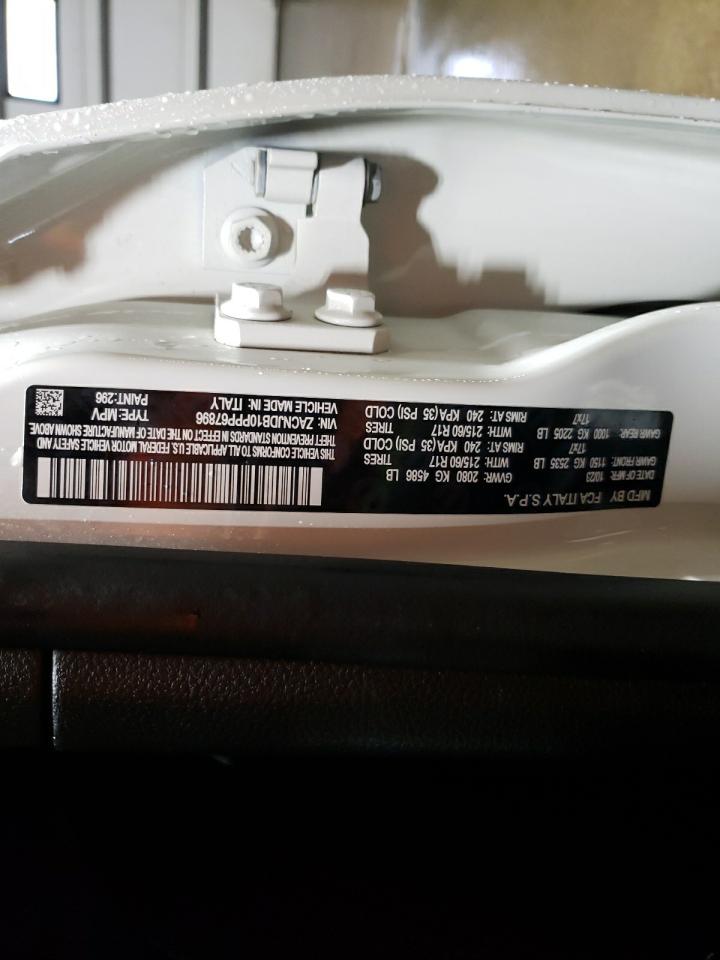 MFD BY FCA ITALY S.P.A.
DATE OF MFR: 10/23 GVWR: 2080 KG 4586 LB
GAWR FRONT: 1150 KG 2535 LB WITH: 215/60 R17 TIRES
17x7 RIMS AT: 240 KPA(35 PSI) COLD
GAWR REAR: 1000 KG 2205 LB WITH: 215/60 R17 TIRES
17x7 RIMS AT: 240 KPA(35 PSI) COLD
THIS VEHICLE CONFORMS TO ALL APPLICABLE U.S. FEDERAL MOTOR VEHICLE SAFETY AND
THEFT PREVENTION STANDARDS IN EFFECT ON THE DATE OF MANUFACTURE SHOWN ABOVE.
VIN: ZACNJDB10PP67896 TYPE: MPV
VEHICLE MADE IN: ITALY PAINT: 296